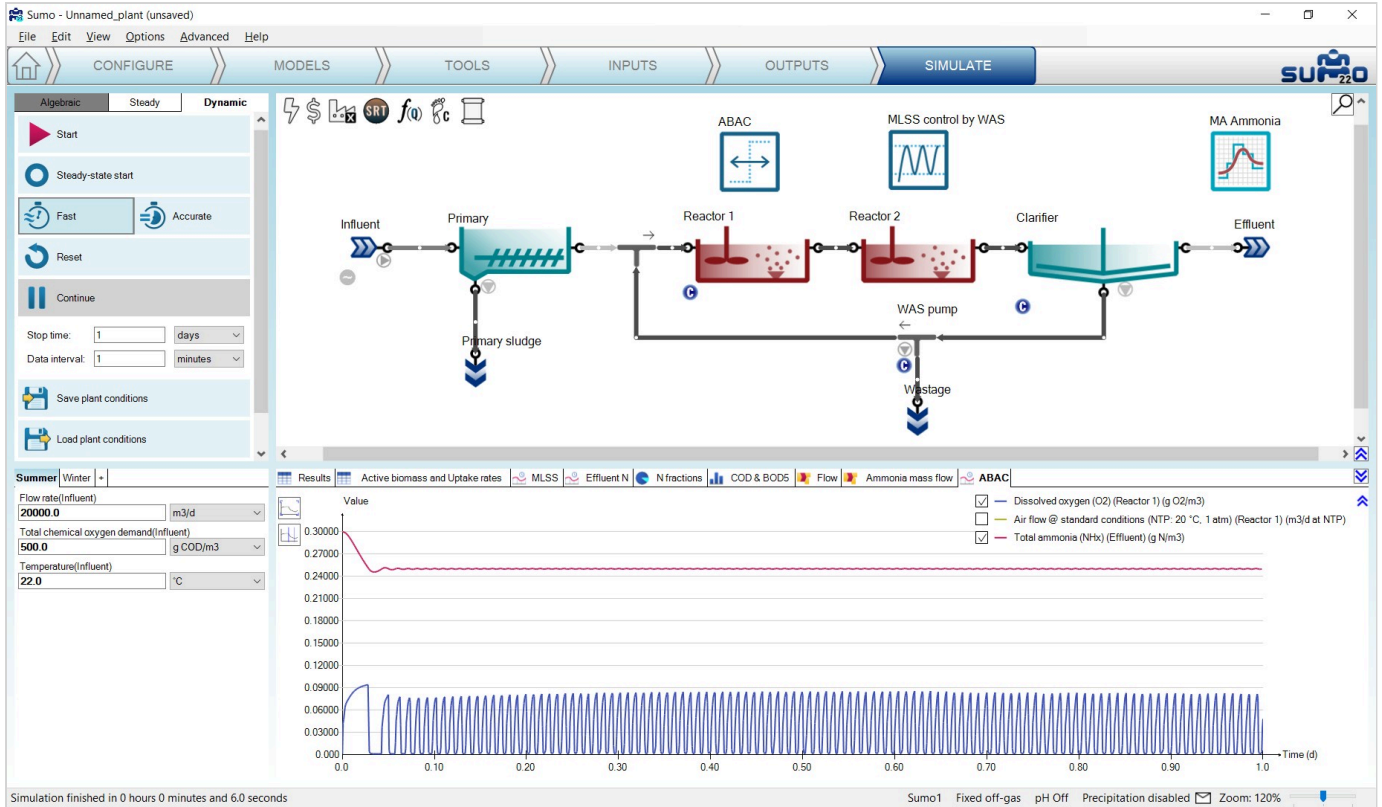 Sumo - Unnamed_plant (unsaved)
File Edit View Options Advanced Help
CONFIGURE MODELS TOOLS INPUTS OUTPUTS SIMULATE
SUMO 22
Algebraic Steady Dynamic
Start
Steady-state start
Fast Accurate
Reset
Continue
Stop time: 1 days
Data interval: 1 minutes
Save plant conditions
Load plant conditions
$ SRT f(Q) C
ABAC
MLSS control by WAS
MA Ammonia
Influent
Primary
Reactor 1
Reactor 2
Clarifier
Effluent
C
C
WAS pump
C
Primary sludge
Wastage
Summer Winter +
Flow rate(Influent)
20000.0 m3/d
Total chemical oxygen demand(Influent)
500.0 g COD/m3
Temperature(Influent)
22.0 °C
Results Active biomass and Uptake rates MLSS Effluent N N fractions COD & BOD5 Flow Ammonia mass flow ABAC
Value
Dissolved oxygen (O2) (Reactor 1) (g O2/m3)
Air flow @ standard conditions (NTP: 20 °C, 1 atm) (Reactor 1) (m3/d at NTP)
Total ammonia (NHx) (Effluent) (g N/m3)
0.30000
0.27000
0.24000
0.21000
0.18000
0.15000
0.12000
0.09000
0.06000
0.03000
0.000
0.0 0.10 0.20 0.30 0.40 0.50 0.60 0.70 0.80 0.90 1.0
Time (d)
Simulation finished in 0 hours 0 minutes and 6.0 seconds
Sumo1 Fixed off-gas pH Off Precipitation disabled Zoom: 120%